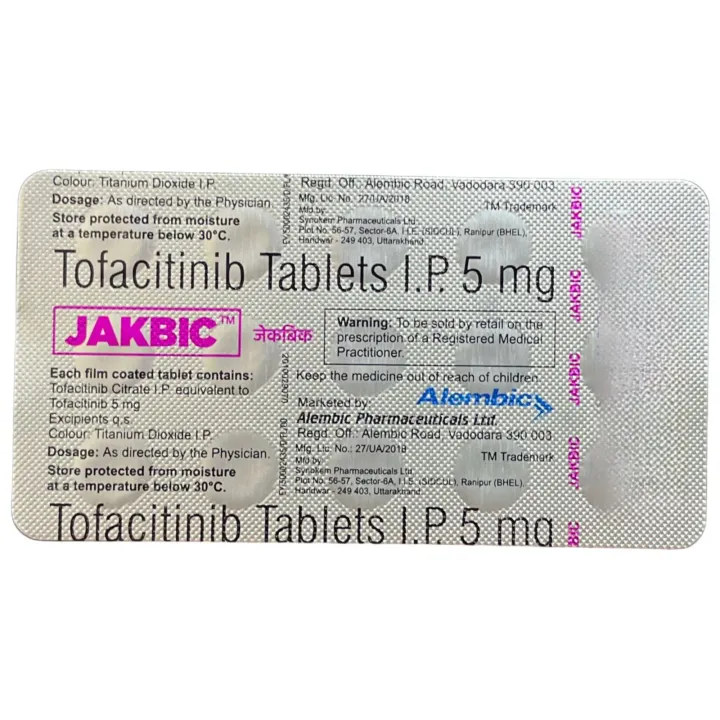 Colour: Titanium Dioxide I.P.
Dosage: As directed by the Physician.
Store protected from moisture
at a temperature below 30°C.
Regd. Off.: Alembic Road, Vadodara 390 003
Mfg. Lic. No.: 27/UA/2018
TM Trademark
Mfd by:
Synokem Pharmaceuticals Ltd.
Plot No. 56-57, Sector-6A, I.I.E. (SIDCUL), Ranipur (BHEL),
Haridwar - 249 403, Uttarakhand.
Tofacitinib Tablets I.P. 5 mg
JAKBIC™
जेकबिक
Warning: To be sold by retail on the
prescription of a Registered Medical
Practitioner.
Each film coated tablet contains:
Tofacitinib Citrate I.P. equivalent to
Tofacitinib 5 mg
Excipients q.s.
Colour: Titanium Dioxide I.P.
Dosage: As directed by the Physician.
Store protected from moisture
at a temperature below 30°C.
Keep the medicine out of reach of children
Marketed by:
Alembic
Alembic Pharmaceuticals Ltd.
Regd. Off.: Alembic Road, Vadodara 390 003
Mfg. Lic. No.: 27/UA/2018
TM Trademark
Mfd by:
Synokem Pharmaceuticals Ltd.
Plot No. 56-57, Sector-6A, I.I.E. (SIDCUL), Ranipur (BHEL),
Haridwar - 249 403, Uttarakhand
Tofacitinib Tablets I.P. 5 mg
JAKBIC
JAKBIC
JAKBIC
JAKBIC
BIC